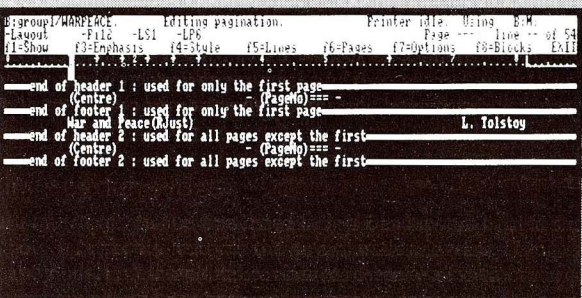 B:group1/WARPEACE. Editing pagination. Printer idle. Using B: M:
-Layout -Pi12 -LS1 -LP6 Page --- line -- of 54
f1=Show f3=Emphasis f4=Style f5=Lines f6=Pages f7=Options f8=Blocks EXIT
end of header 1 : used for only the first page
(Centre) - (PageNo)=== -
end of footer 1 : used for only the first page
War and Peace(RJust) L. Tolstoy
end of header 2 : used for all pages except the first
(Centre) - (PageNo)=== -
end of footer 2 : used for all pages except the first